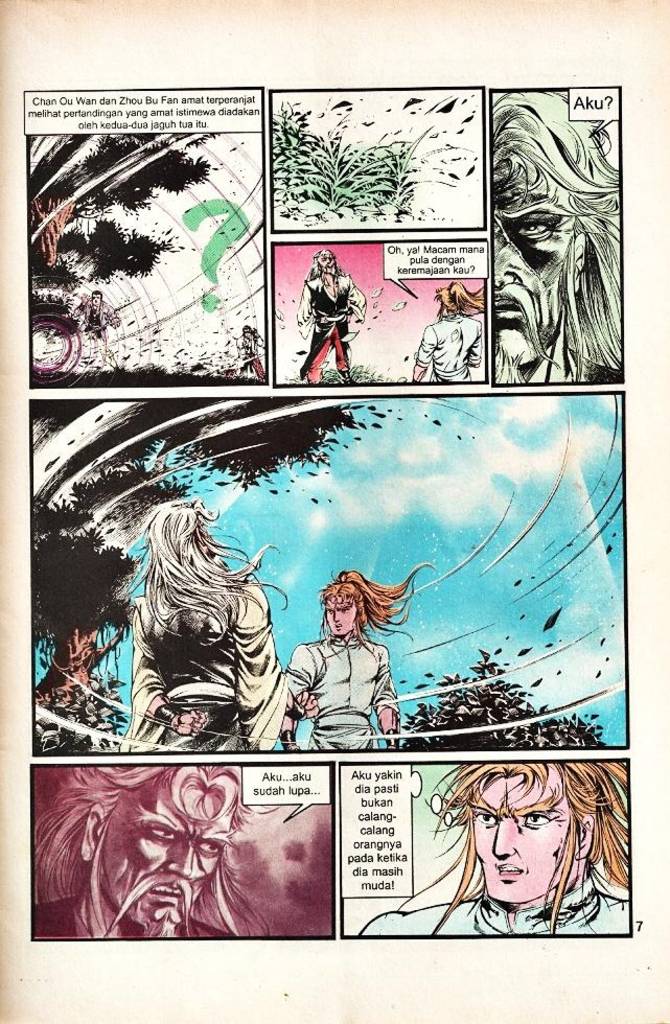 Chan Ou Wan dan Zhou Bu Fan amat terperanjat
melihat pertandingan yang amat istimewa diadakan
oleh kedua-dua jaguh tua itu.
?
Oh, ya! Macam mana
pula dengan
keremajaan kau?
Aku?
Aku...aku
sudah lupa...
Aku yakin
dia pasti
bukan
calang-
calang
orangnya
pada ketika
dia masih
muda!
7